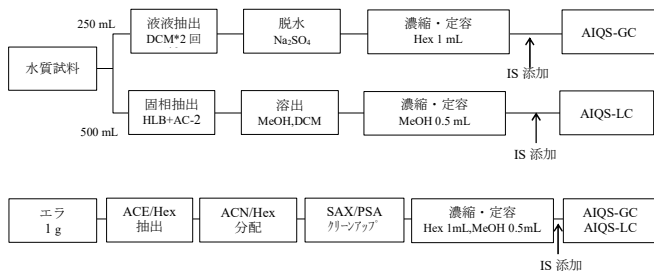 250 mL
液液抽出
DCM*2 回
脱水
Na₂SO₄
濃縮・定容
Hex 1 mL
AIQS-GC
IS 添加
水質試料
500 mL
固相抽出
HLB+AC-2
溶出
MeOH,DCM
濃縮・定容
MeOH 0.5 mL
AIQS-LC
IS 添加
エラ
1 g
ACE/Hex
抽出
ACN/Hex
分配
SAX/PSA
クリーンアップ
濃縮・定容
Hex 1mL,MeOH 0.5mL
AIQS-GC
AIQS-LC
IS 添加